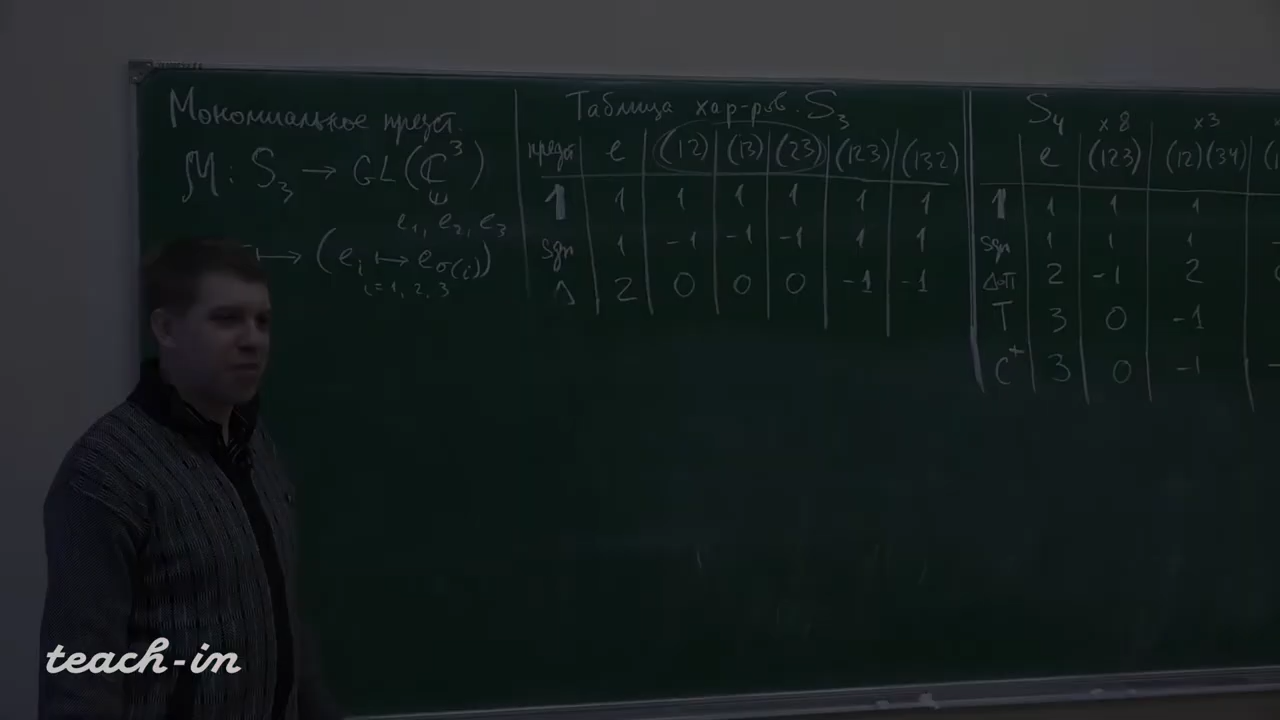 Мономиальное предст.
M : S₃ → GL(ℂ³)
e₁, e₂, e₃
↦ (eᵢ ↦ e_σ(i))
i=1, 2, 3
Таблица хар-ров. S₃
предст e (12) (13) (23) (123) (132)
1 1 1 1 1 1 1
sgn 1 -1 -1 -1 1 1
Δ 2 0 0 0 -1 -1
S₄ x 8 x3
e (123) (12)(34)
1 1 1 1
sgn 1 1 1
Δ∘π 2 -1 2
T 3 0 -1
C⁺ 3 0 -1
teach-in